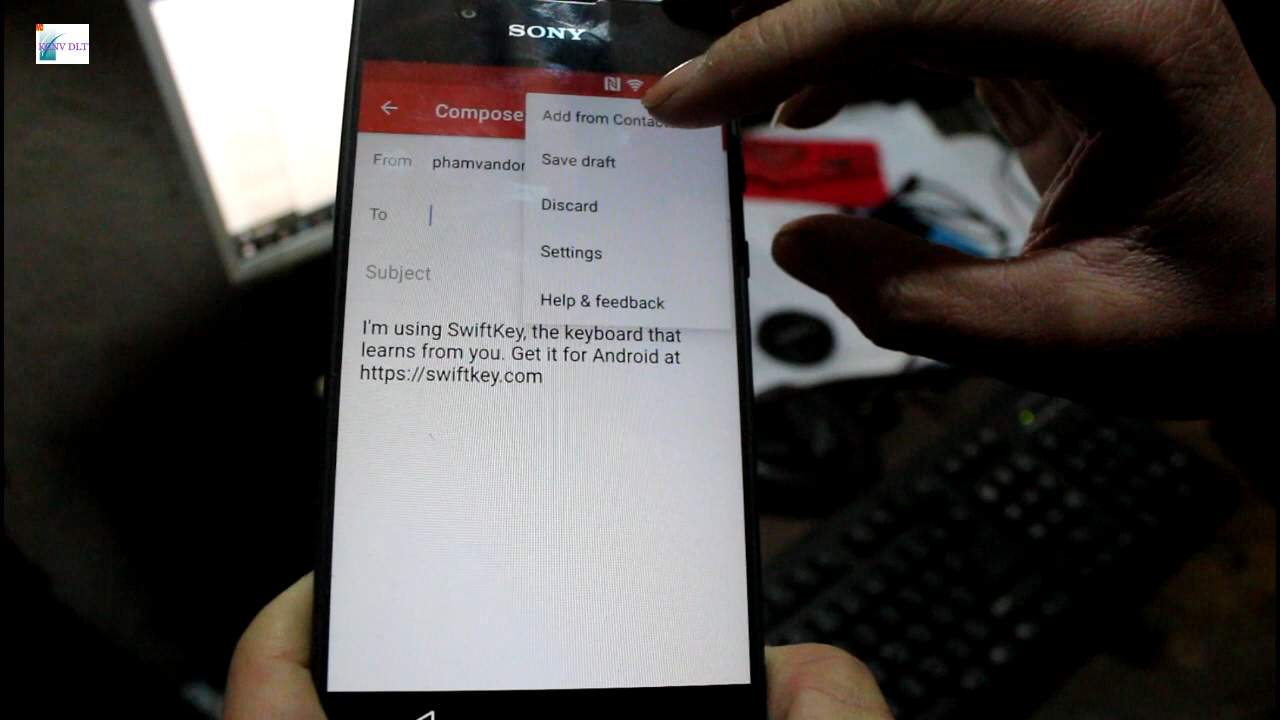 KCNV DLT
SONY
Compose
Add from Contac
From phamvandor
Save draft
To
Discard
Settings
Subject
Help & feedback
I'm using SwiftKey, the keyboard that
learns from you. Get it for Android at
https://swiftkey.com